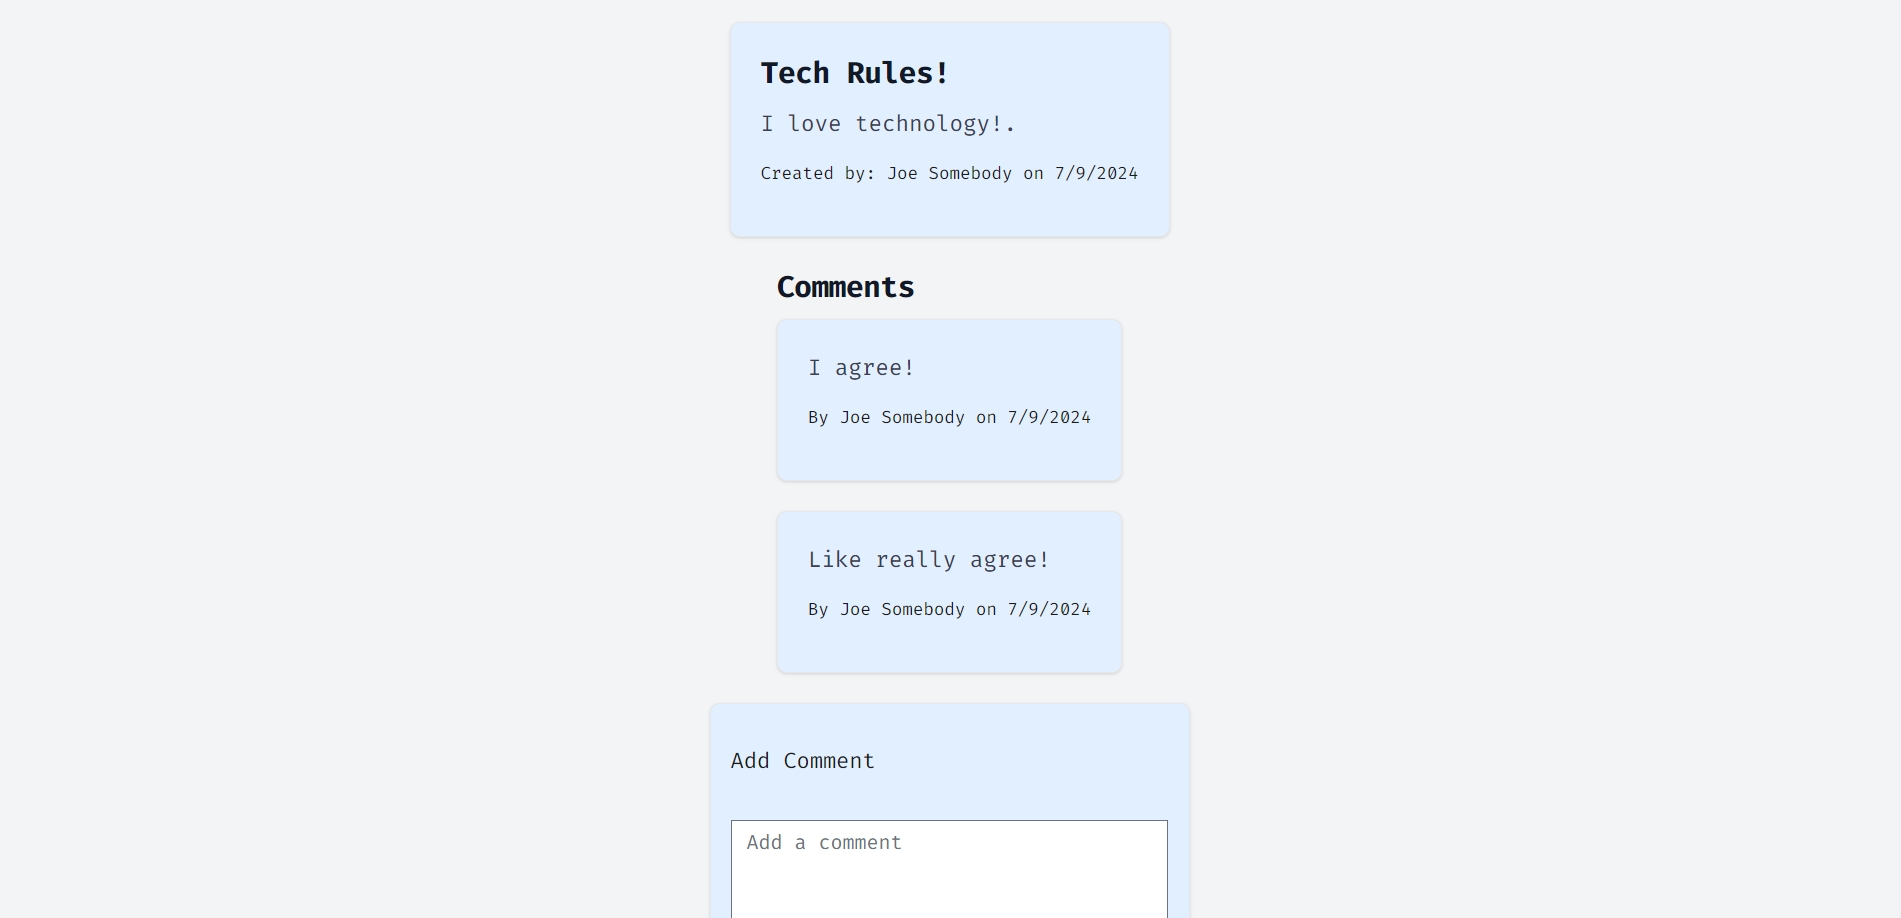 Tech Rules!
I love technology!.
Created by: Joe Somebody on 7/9/2024
Comments
I agree!
By Joe Somebody on 7/9/2024
Like really agree!
By Joe Somebody on 7/9/2024
Add Comment
Add a comment